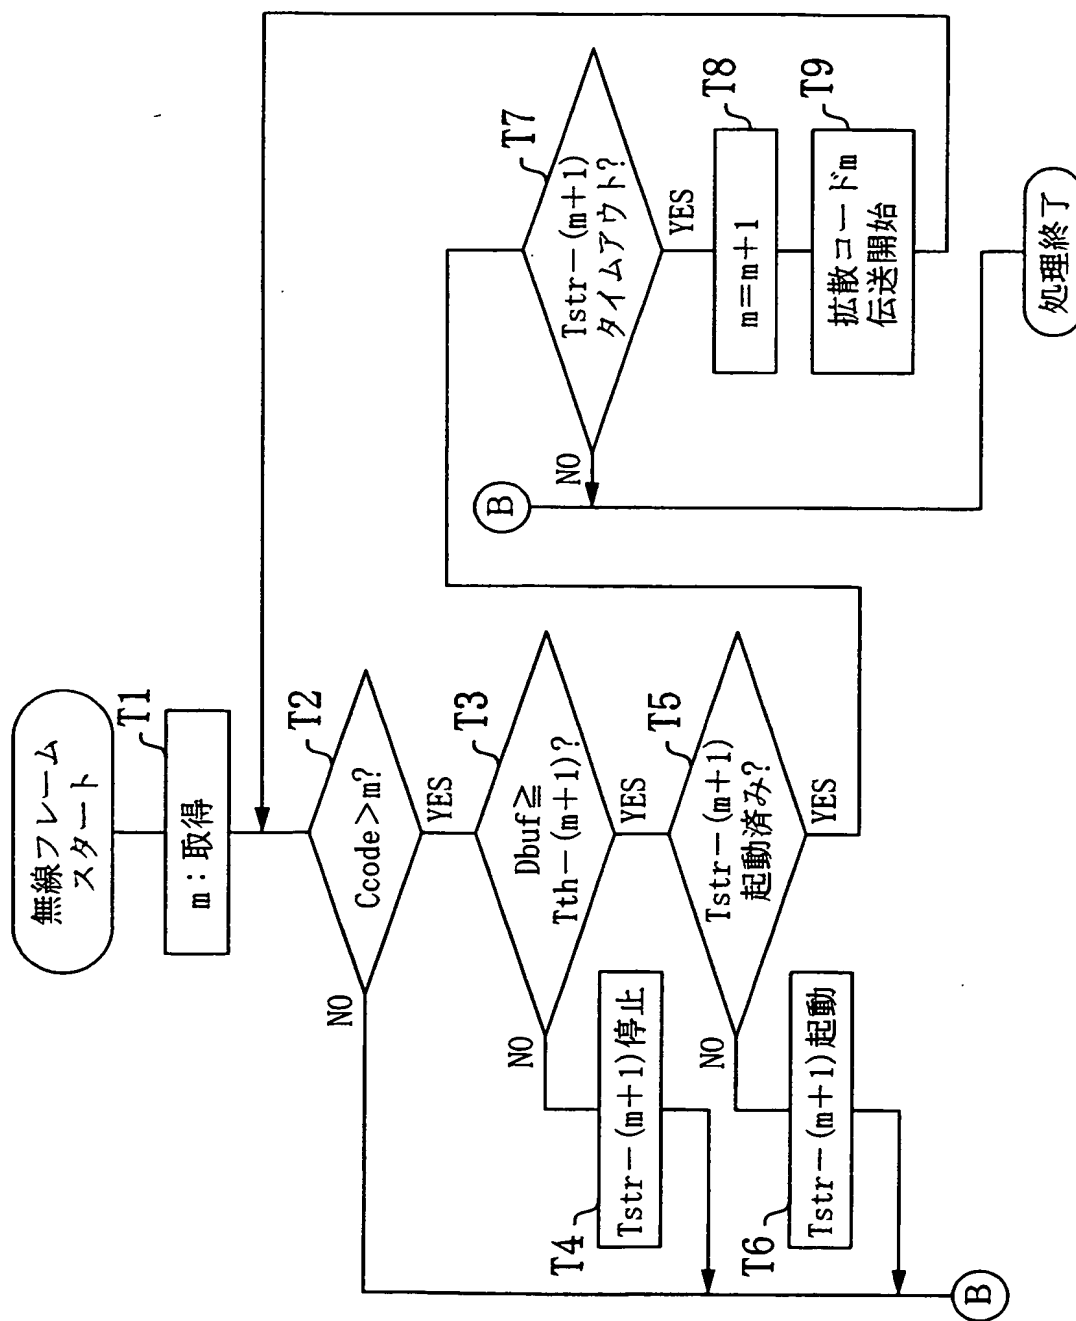 無線フレーム
スタート
T1
m：取得
T2
Ccode>m?
NO
YES
T3
Dbuf≧
Tth－(m＋1)?
NO
YES
T4
Tstr－(m＋1)停止
T5
Tstr－(m＋1)
起動済み?
NO
YES
T6
Tstr－(m＋1)起動
B
B
T7
Tstr－(m＋1)
タイムアウト?
NO
YES
T8
m＝m＋1
T9
拡散コードm
伝送開始
処理終了